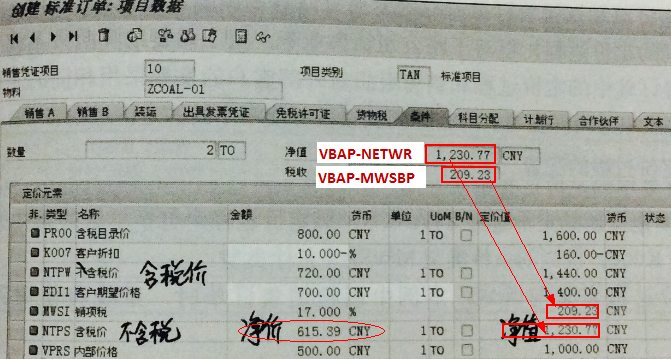 创建 标准订单: 项目数据
销售凭证项目 10 项目类别 TAN 标准项目
物料 ZCOAL-01
销售 A 销售 B 装运 出具发票凭证 免税许可证 货物税 条件 科目分配 计划行 合作伙伴 文本
数量 2 TO 净值 VBAP-NETWR 1,230.77 CNY
税收 VBAP-MWSBP 209.23
定价元素
非. 类型 名称 金额 货币 单位 UoM B/N 定价值 货币 状态
PR00 含税目录价 800.00 CNY 1 TO 1,600.00 CNY
K007 客户折扣 10.000-% 160.00-CNY
NTPW 不含税价 含税价 720.00 CNY 1 TO 1,440.00 CNY
EDI1 客户期望价格 700.00 CNY 1 TO 1,400.00 CNY
MWSI 销项税 17.000 % 209.23 CNY
NTPS 含税价 不含税 净价 615.39 CNY 1 TO 净值 1,230.77 CNY
VPRS 内部价格 500.00 CNY 1 TO 1,000.00 CNY